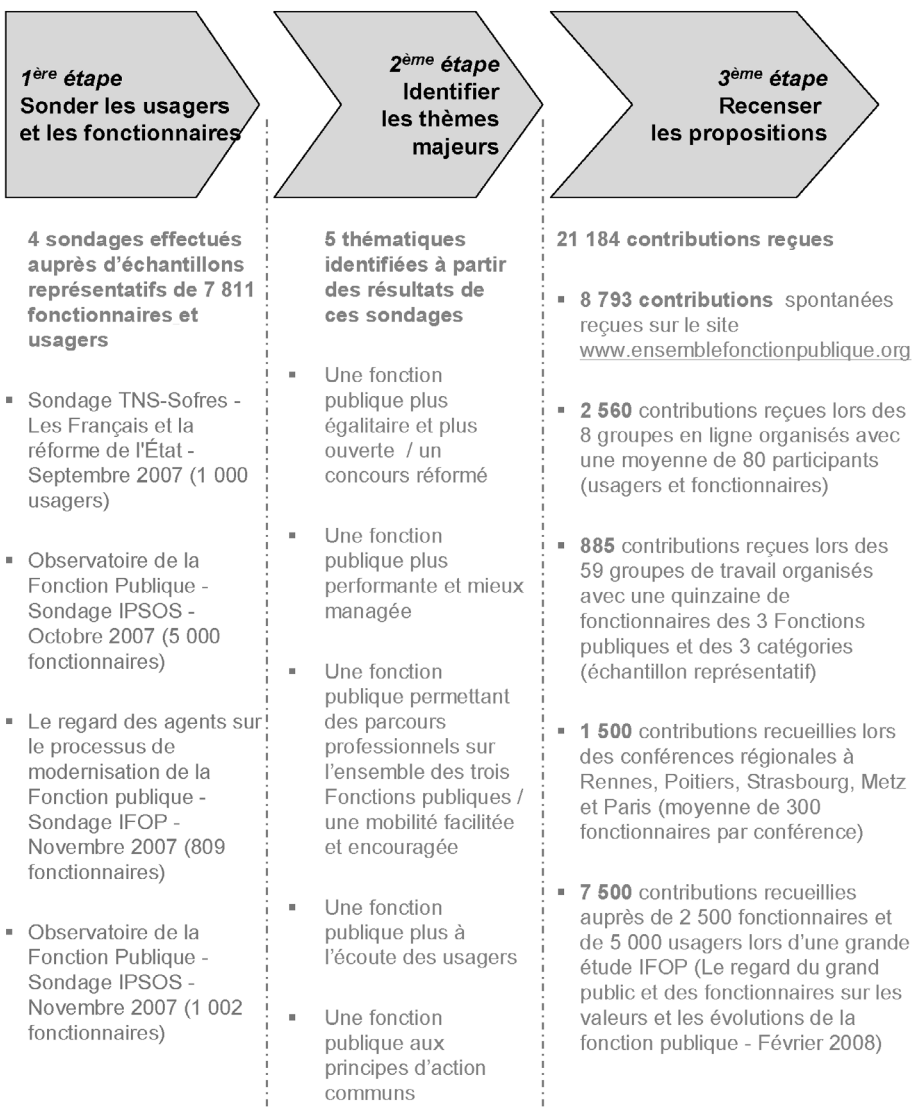 1ère étape
Sonder les usagers
et les fonctionnaires
2ème étape
Identifier
les thèmes
majeurs
3ème étape
Recenser
les propositions
4 sondages effectués
auprès d'échantillons
représentatifs de 7 811
fonctionnaires et
usagers
▪ Sondage TNS-Sofres -
Les Français et la
réforme de l'État -
Septembre 2007 (1 000
usagers)
▪ Observatoire de la
Fonction Publique -
Sondage IPSOS -
Octobre 2007 (5 000
fonctionnaires)
▪ Le regard des agents sur
le processus de
modernisation de la
Fonction publique -
Sondage IFOP -
Novembre 2007 (809
fonctionnaires)
▪ Observatoire de la
Fonction Publique -
Sondage IPSOS -
Novembre 2007 (1 002
fonctionnaires)
5 thématiques
identifiées à partir
des résultats de
ces sondages
▪ Une fonction
publique plus
égalitaire et plus
ouverte / un
concours réformé
▪ Une fonction
publique plus
performante et mieux
managée
▪ Une fonction
publique permettant
des parcours
professionnels sur
l'ensemble des trois
Fonctions publiques /
une mobilité facilitée
et encouragée
▪ Une fonction
publique plus à
l'écoute des usagers
▪ Une fonction
publique aux
principes d'action
communs
21 184 contributions reçues
▪ 8 793 contributions spontanées
reçues sur le site
www.ensemblefonctionpublique.org
▪ 2 560 contributions reçues lors des
8 groupes en ligne organisés avec
une moyenne de 80 participants
(usagers et fonctionnaires)
▪ 885 contributions reçues lors des
59 groupes de travail organisés
avec une quinzaine de
fonctionnaires des 3 Fonctions
publiques et des 3 catégories
(échantillon représentatif)
▪ 1 500 contributions recueillies lors
des conférences régionales à
Rennes, Poitiers, Strasbourg, Metz
et Paris (moyenne de 300
fonctionnaires par conférence)
▪ 7 500 contributions recueillies
auprès de 2 500 fonctionnaires et
de 5 000 usagers lors d'une grande
étude IFOP (Le regard du grand
public et des fonctionnaires sur les
valeurs et les évolutions de la
fonction publique - Février 2008)